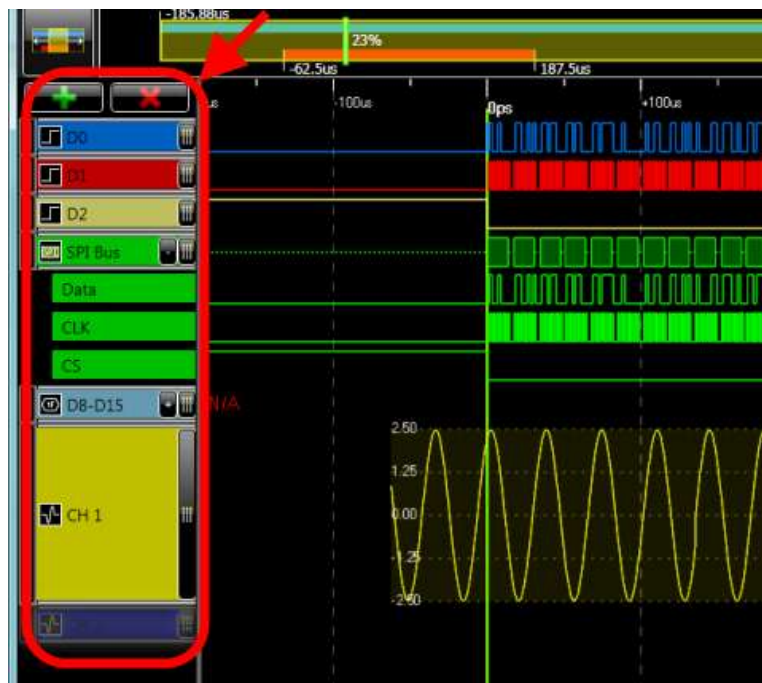 -185.88us
23%
-62.5us
187.5us
-100us
0ps
+100us
D0
D1
D2
SPI Bus
Data
CLK
CS
D8-D15
N/A
2.50
1.25
0.00
-1.25
-2.50
CH 1